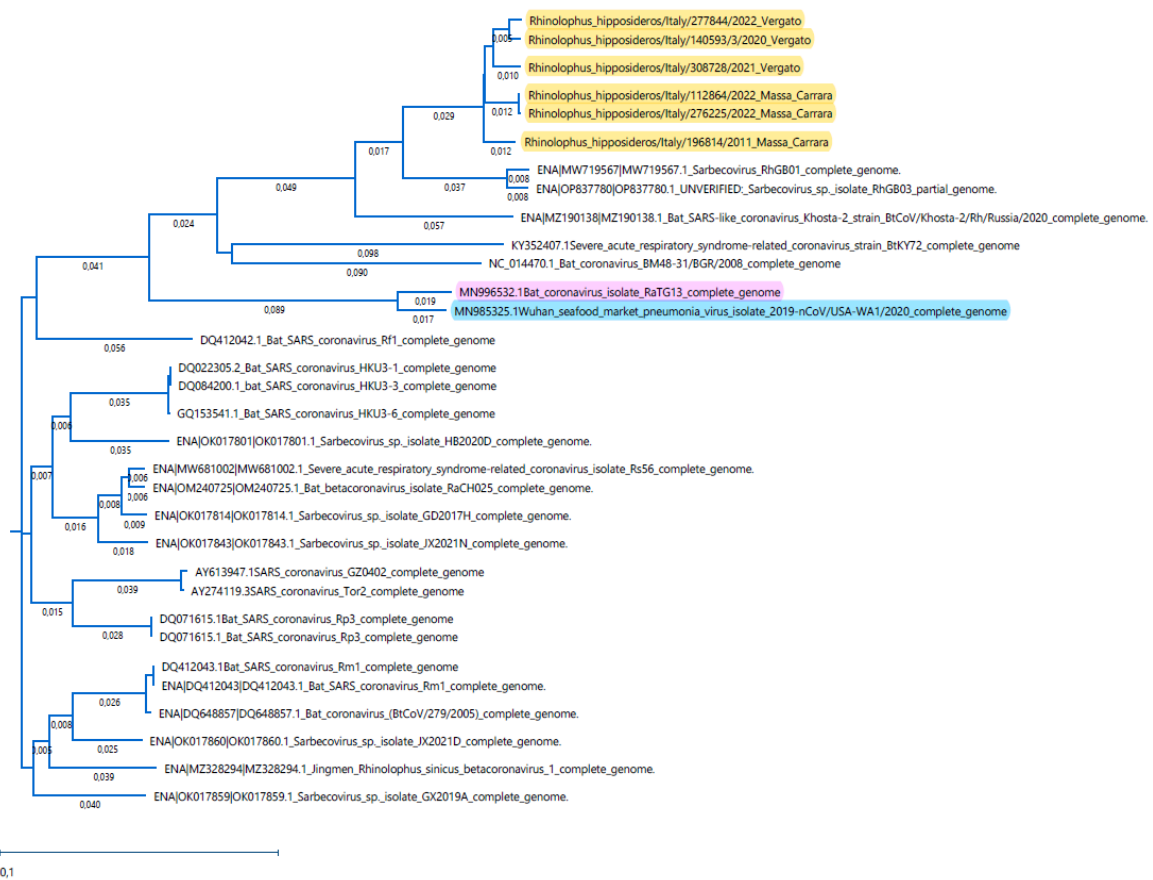 Rhinolophus_hipposideros/Italy/277844/2022_Vergato
0,005
Rhinolophus_hipposideros/Italy/140593/3/2020_Vergato
Rhinolophus_hipposideros/Italy/308728/2021_Vergato
0,010
Rhinolophus_hipposideros/Italy/112864/2022_Massa_Carrara
0,012
Rhinolophus_hipposideros/Italy/276225/2022_Massa_Carrara
0,029
Rhinolophus_hipposideros/Italy/196814/2011_Massa_Carrara
0,012
0,017
ENA|MW719567|MW719567.1_Sarbecovirus_RhGB01_complete_genome.
0,008
0,037
ENA|OP837780|OP837780.1_UNVERIFIED:_Sarbecovirus_sp._isolate_RhGB03_partial_genome.
0,008
0,049
ENA|MZ190138|MZ190138.1_Bat_SARS-like_coronavirus_Khosta-2_strain_BtCoV/Khosta-2/Rh/Russia/2020_complete_genome.
0,057
0,024
KY352407.1Severe_acute_respiratory_syndrome-related_coronavirus_strain_BtKY72_complete_genome
0,098
NC_014470.1_Bat_coronavirus_BM48-31/BGR/2008_complete_genome
0,090
0,041
MN996532.1Bat_coronavirus_isolate_RaTG13_complete_genome
0,019
0,089
MN985325.1Wuhan_seafood_market_pneumonia_virus_isolate_2019-nCoV/USA-WA1/2020_complete_genome
0,017
DQ412042.1_Bat_SARS_coronavirus_Rf1_complete_genome
0,056
DQ022305.2_Bat_SARS_coronavirus_HKU3-1_complete_genome
DQ084200.1_bat_SARS_coronavirus_HKU3-3_complete_genome
0,035
GQ153541.1_Bat_SARS_coronavirus_HKU3-6_complete_genome
0,006
ENA|OK017801|OK017801.1_Sarbecovirus_sp._isolate_HB2020D_complete_genome.
0,035
ENA|MW681002|MW681002.1_Severe_acute_respiratory_syndrome-related_coronavirus_isolate_Rs56_complete_genome.
0,007
0,006
ENA|OM240725|OM240725.1_Bat_betacoronavirus_isolate_RaCH025_complete_genome.
0,006
0,008
ENA|OK017814|OK017814.1_Sarbecovirus_sp._isolate_GD2017H_complete_genome.
0,016
0,009
ENA|OK017843|OK017843.1_Sarbecovirus_sp._isolate_JX2021N_complete_genome.
0,018
AY613947.1SARS_coronavirus_GZ0402_complete_genome
0,039
AY274119.3SARS_coronavirus_Tor2_complete_genome
0,015
DQ071615.1Bat_SARS_coronavirus_Rp3_complete_genome
0,028
DQ071615.1_Bat_SARS_coronavirus_Rp3_complete_genome
DQ412043.1Bat_SARS_coronavirus_Rm1_complete_genome
ENA|DQ412043|DQ412043.1_Bat_SARS_coronavirus_Rm1_complete_genome.
0,026
ENA|DQ648857|DQ648857.1_Bat_coronavirus_(BtCoV/279/2005)_complete_genome.
0,008
ENA|OK017860|OK017860.1_Sarbecovirus_sp._isolate_JX2021D_complete_genome.
0,005
0,025
ENA|MZ328294|MZ328294.1_Jingmen_Rhinolophus_sinicus_betacoronavirus_1_complete_genome.
0,039
ENA|OK017859|OK017859.1_Sarbecovirus_sp._isolate_GX2019A_complete_genome.
0,040
0,1